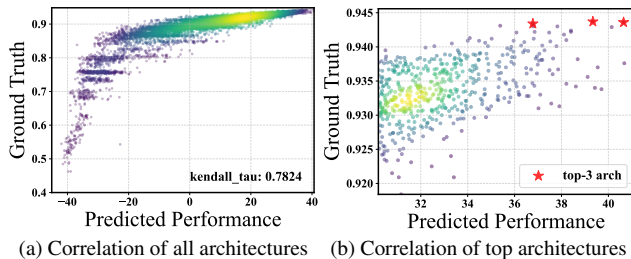 Ground Truth
0.9
0.8
0.7
0.6
0.5
0.4
−40
−20
0
20
40
kendall_tau: 0.7824
Predicted Performance
(a) Correlation of all architectures
Ground Truth
0.945
0.940
0.935
0.930
0.925
0.920
32
34
36
38
40
top-3 arch
Predicted Performance
(b) Correlation of top architectures